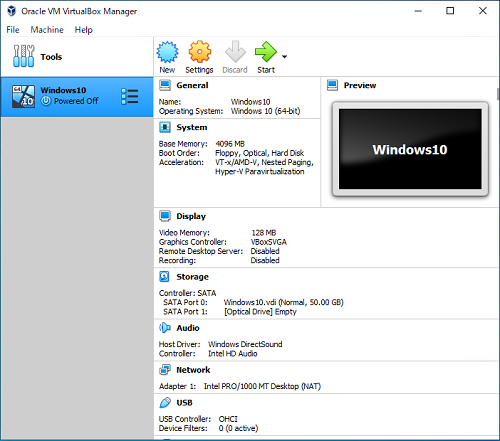 Oracle VM VirtualBox Manager
File Machine Help
Tools
New Settings Discard Start
64
10
Windows10
Powered Off
General
Name: Windows10
Operating System: Windows 10 (64-bit)
Preview
Windows10
System
Base Memory: 4096 MB
Boot Order: Floppy, Optical, Hard Disk
Acceleration: VT-x/AMD-V, Nested Paging,
Hyper-V Paravirtualization
Display
Video Memory: 128 MB
Graphics Controller: VBoxSVGA
Remote Desktop Server: Disabled
Recording: Disabled
Storage
Controller: SATA
SATA Port 0: Windows10.vdi (Normal, 50.00 GB)
SATA Port 1: [Optical Drive] Empty
Audio
Host Driver: Windows DirectSound
Controller: Intel HD Audio
Network
Adapter 1: Intel PRO/1000 MT Desktop (NAT)
USB
USB Controller: OHCI
Device Filters: 0 (0 active)